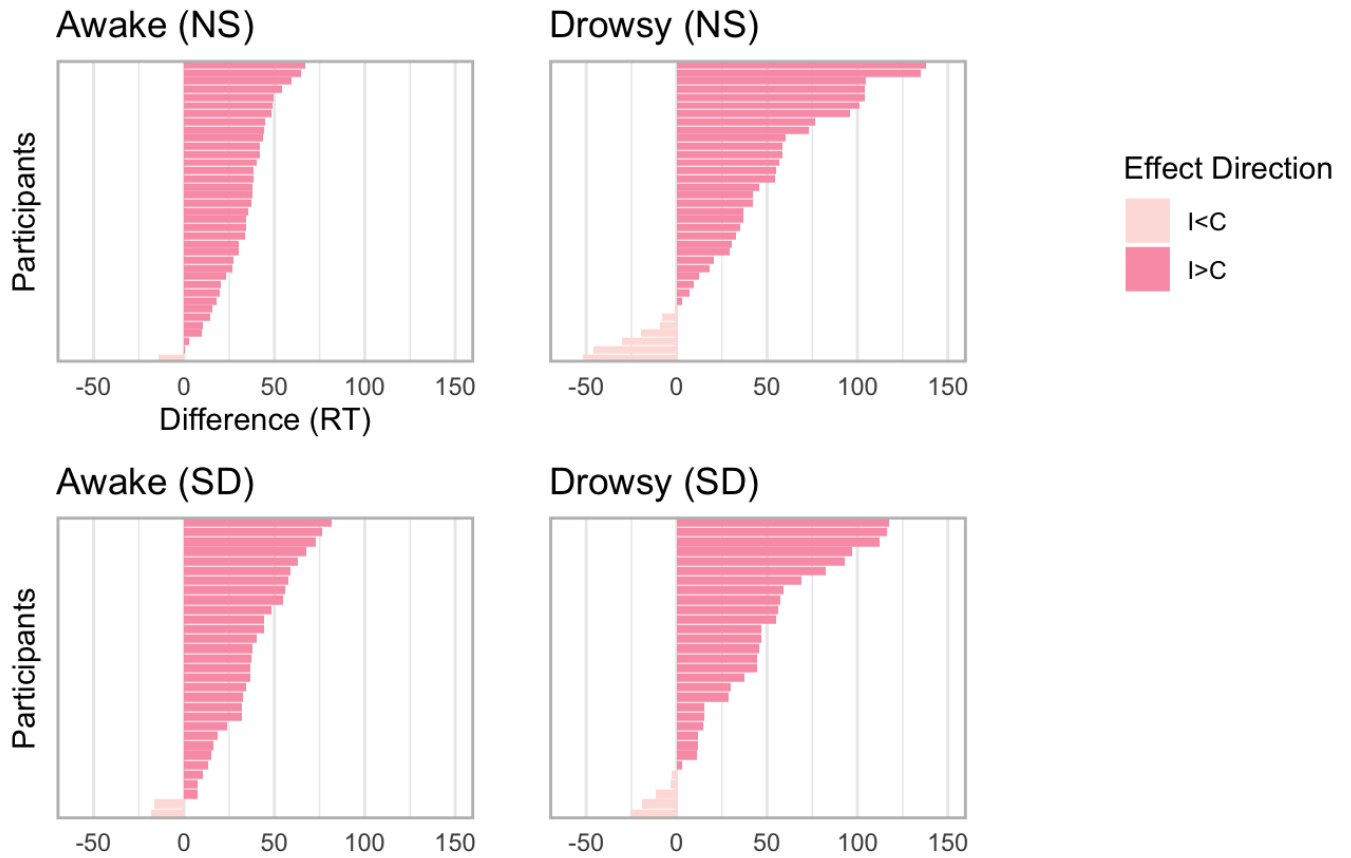 Awake (NS)
Drowsy (NS)
Participants
-50 0 50 100 150
-50 0 50 100 150
Difference (RT)
Effect Direction
I<C
I>C
Awake (SD)
Drowsy (SD)
Participants
-50 0 50 100 150
-50 0 50 100 150